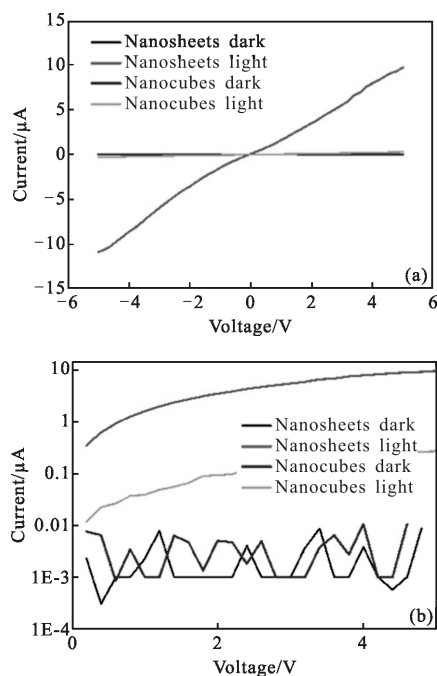 15
10
5
0
−5
−10
−15
Current/μA
Nanosheets dark
Nanosheets light
Nanocubes dark
Nanocubes light
(a)
−6 −4 −2 0 2 4 6
Voltage/V
10
1
0.1
0.01
1E-3
1E-4
Current/μA
Nanosheets dark
Nanosheets light
Nanocubes dark
Nanocubes light
(b)
0 2 4
Voltage/V